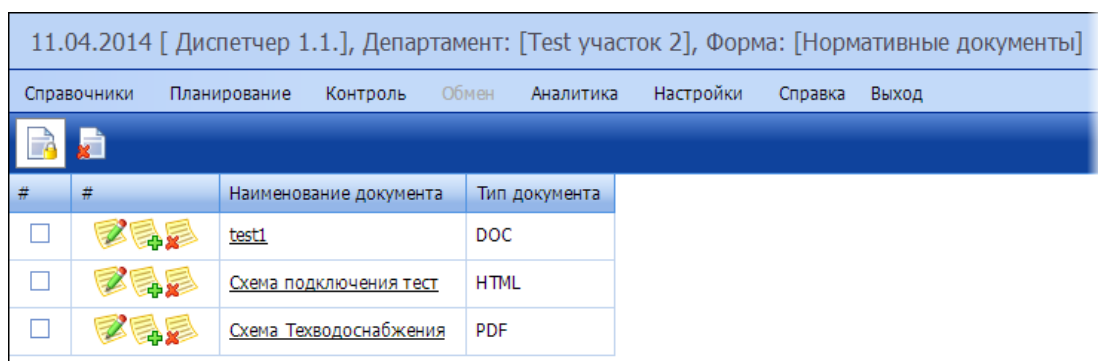 11.04.2014 [ Диспетчер 1.1.], Департамент: [Test участок 2], Форма: [Нормативные документы]
Справочники Планирование Контроль Обмен Аналитика Настройки Справка Выход
# # Наименование документа Тип документа
test1 DOC
Схема подключения тест HTML
Схема Техводоснабжения PDF